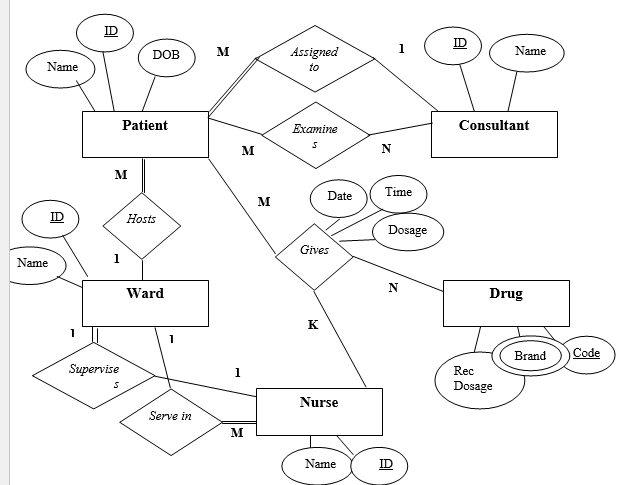 ID
Name
DOB
M
Assigned
to
1
ID
Name
Patient
Consultant
Examine
s
M
N
M
Hosts
1
ID
Name
M
Date
Time
Dosage
Gives
N
K
Ward
Drug
1
1
Supervise
s
1
Brand
Code
Rec
Dosage
Serve in
M
Nurse
Name
ID